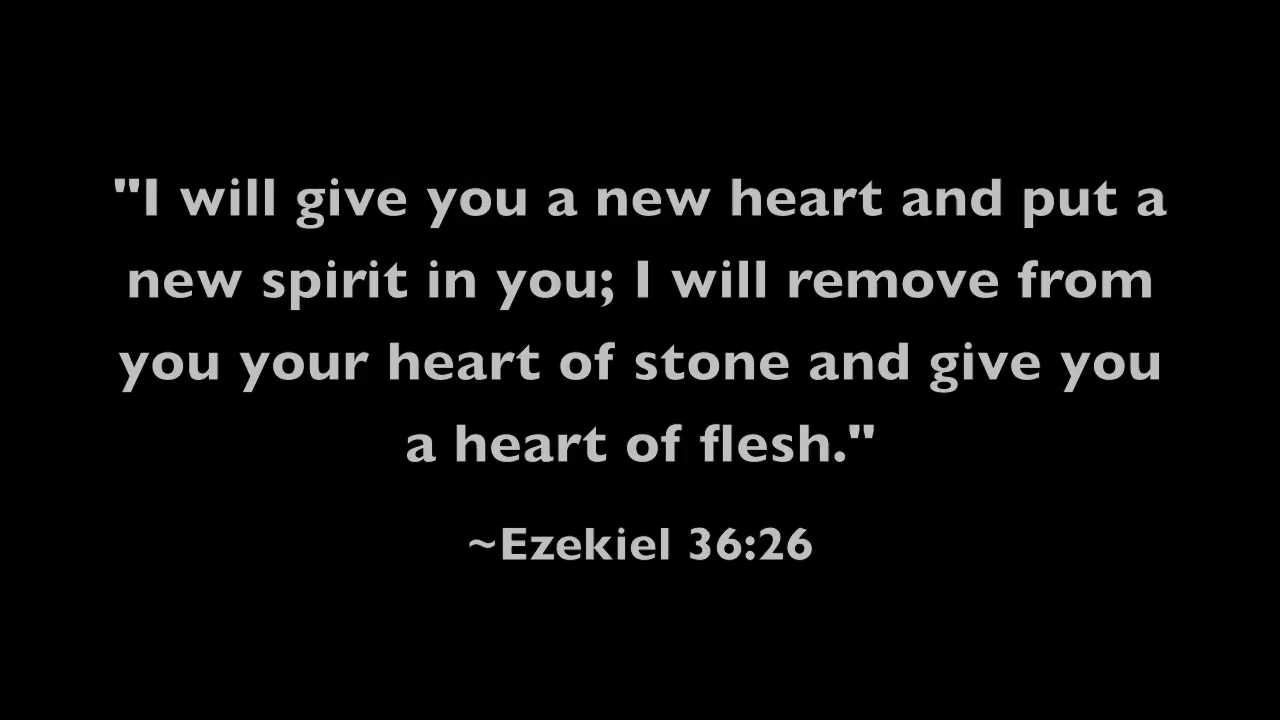 "I will give you a new heart and put a
new spirit in you; I will remove from
you your heart of stone and give you
a heart of flesh."
~Ezekiel 36:26